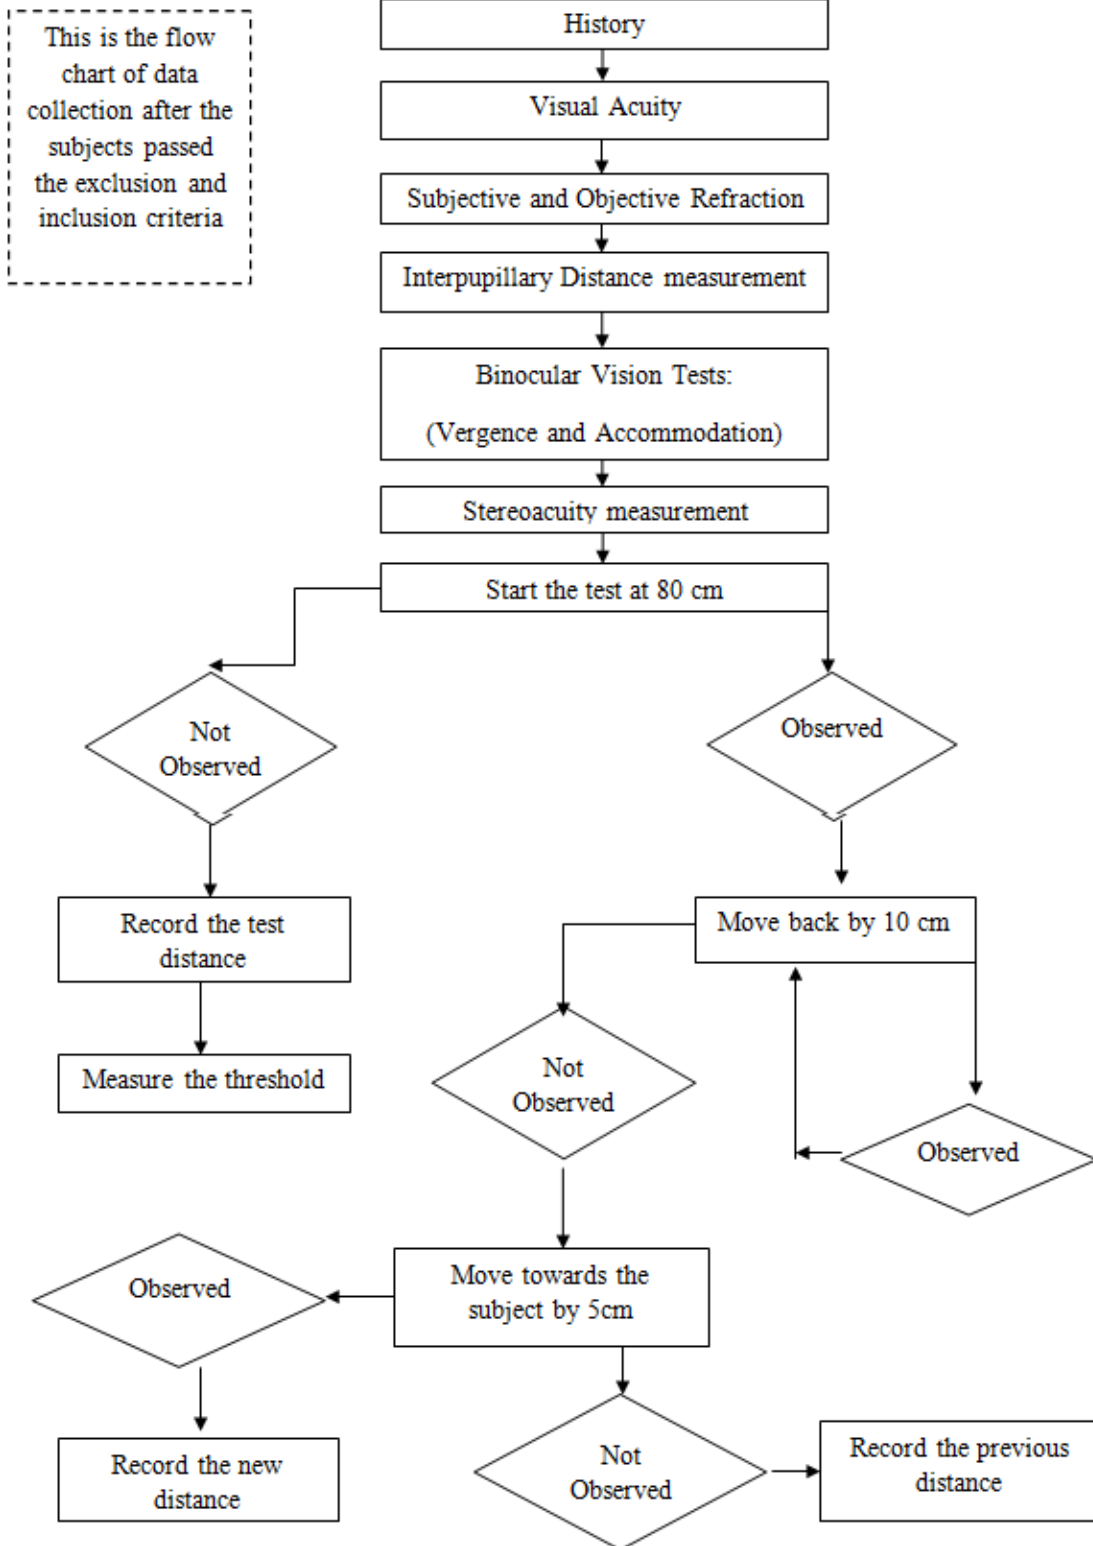 This is the flow
chart of data
collection after the
subjects passed
the exclusion and
inclusion criteria
History
Visual Acuity
Subjective and Objective Refraction
Interpupillary Distance measurement
Binocular Vision Tests:
(Vergence and Accommodation)
Stereoacuity measurement
Start the test at 80 cm
Not
Observed
Observed
Record the test
distance
Move back by 10 cm
Measure the threshold
Not
Observed
Observed
Observed
Move towards the
subject by 5cm
Record the new
distance
Not
Observed
Record the previous
distance